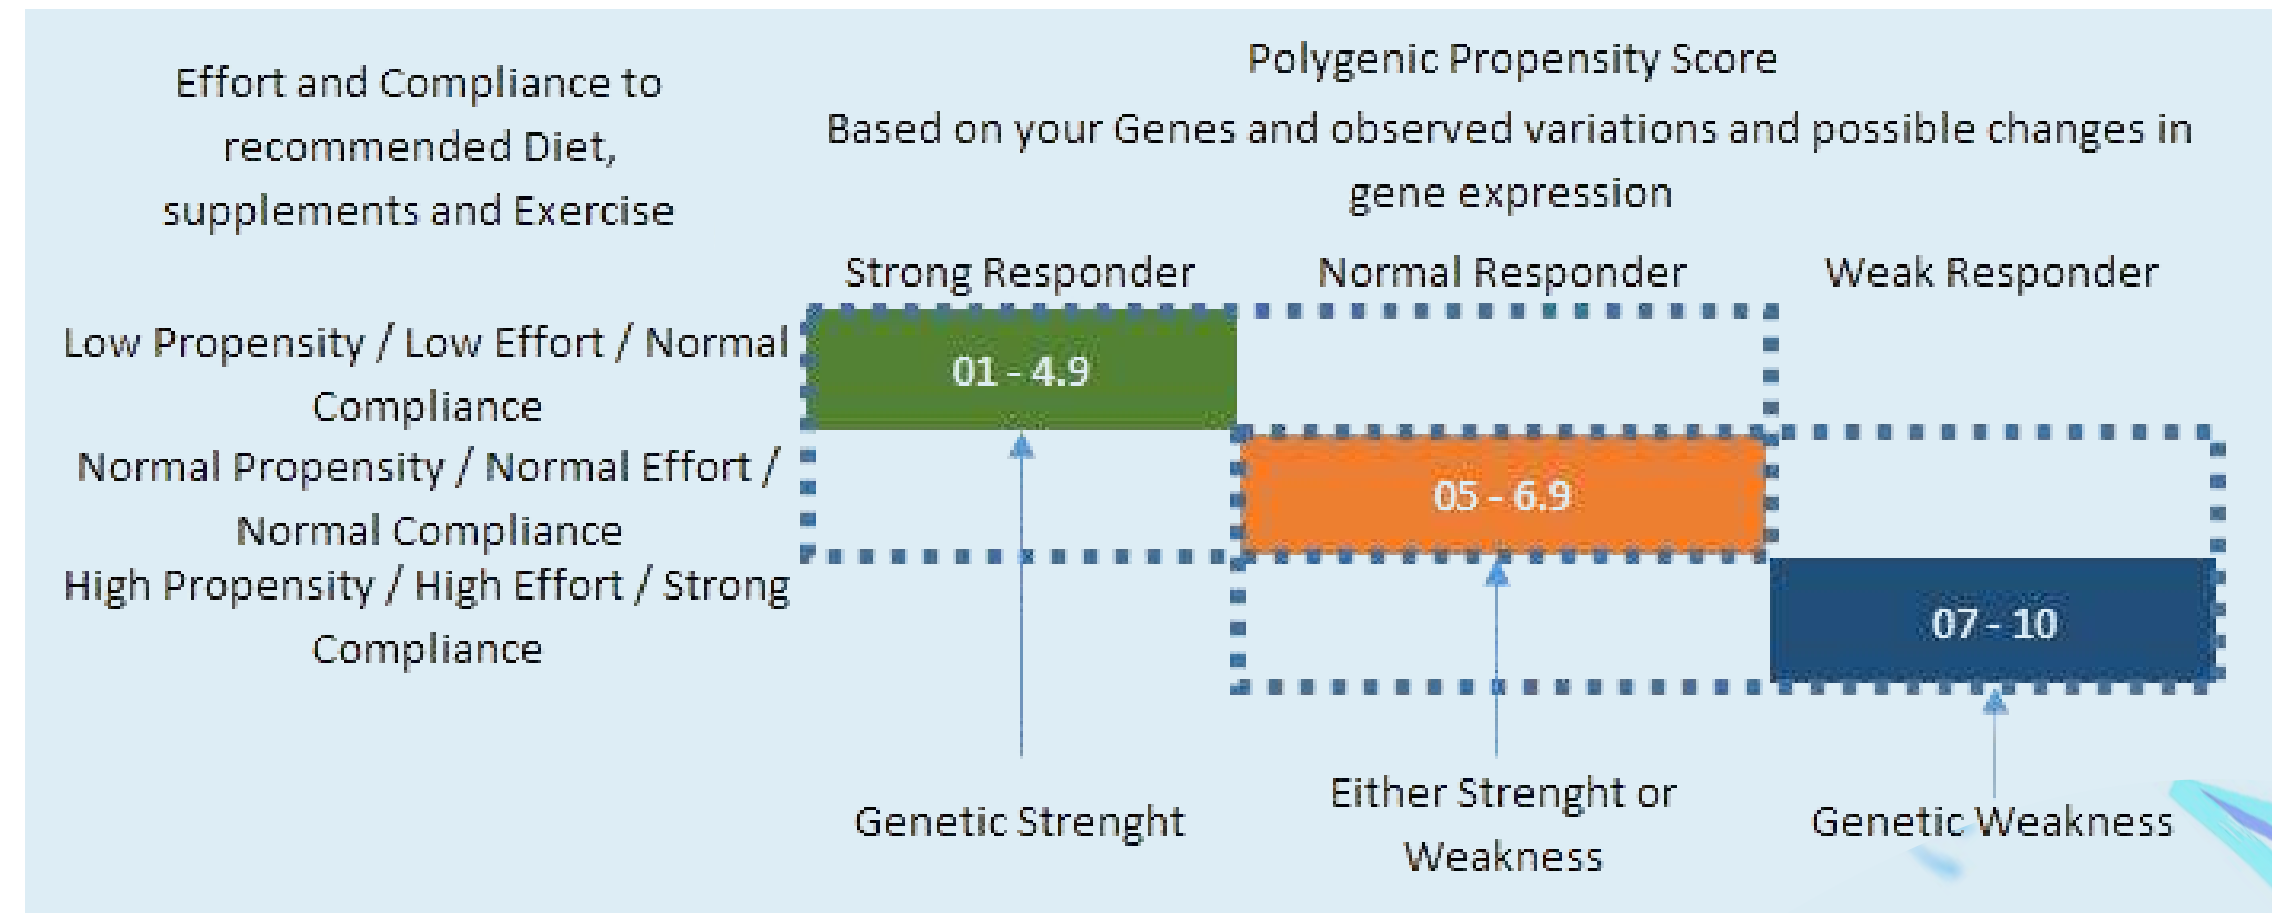 Effort and Compliance to
recommended Diet,
supplements and Exercise
Polygenic Propensity Score
Based on your Genes and observed variations and possible changes in
gene expression
Strong Responder
Normal Responder
Weak Responder
Low Propensity / Low Effort / Normal
Compliance
01 - 4.9
Normal Propensity / Normal Effort /
Normal Compliance
05 - 6.9
High Propensity / High Effort / Strong
Compliance
07 - 10
Genetic Strenght
Either Strenght or
Weakness
Genetic Weakness